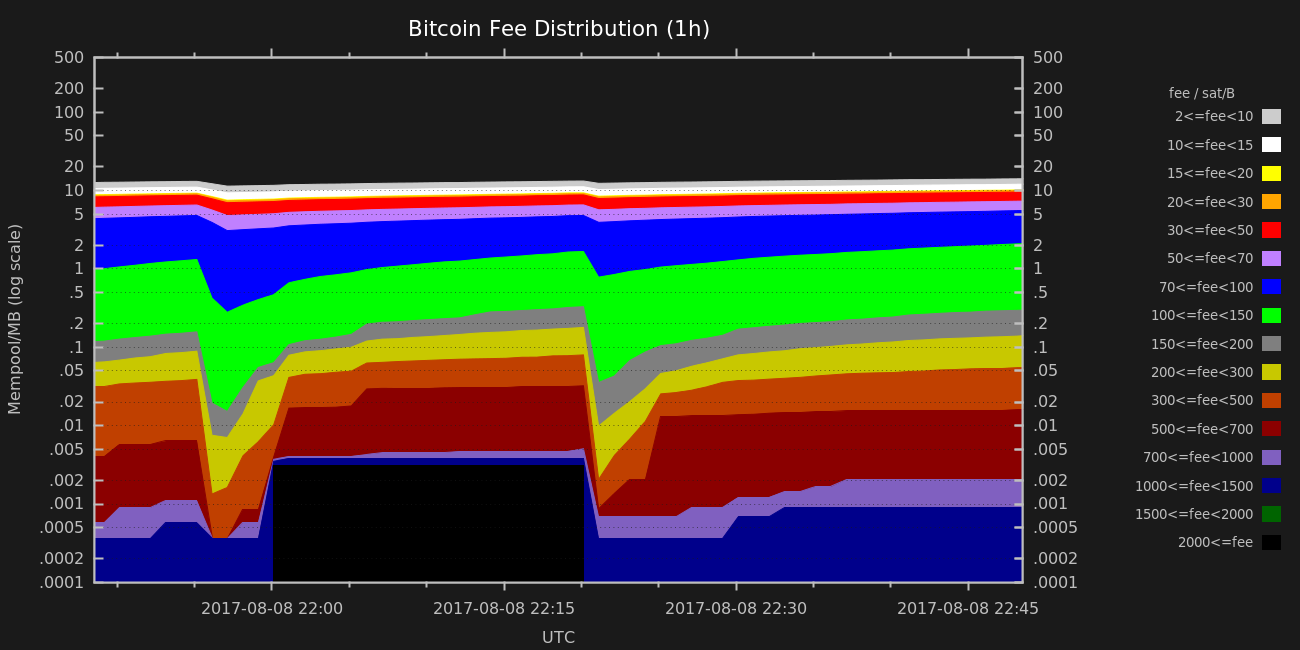 Bitcoin Fee Distribution (1h)
500 500
200 200
100 100
50 50
20 20
10 10
5 5
2 2
1 1
.5 .5
.2 .2
.1 .1
.05 .05
.02 .02
.01 .01
.005 .005
.002 .002
.001 .001
.0005 .0005
.0002 .0002
.0001 .0001
Mempool/MB (log scale)
2017-08-08 22:00 2017-08-08 22:15 2017-08-08 22:30 2017-08-08 22:45
UTC
fee / sat/B
2<=fee<10
10<=fee<15
15<=fee<20
20<=fee<30
30<=fee<50
50<=fee<70
70<=fee<100
100<=fee<150
150<=fee<200
200<=fee<300
300<=fee<500
500<=fee<700
700<=fee<1000
1000<=fee<1500
1500<=fee<2000
2000<=fee